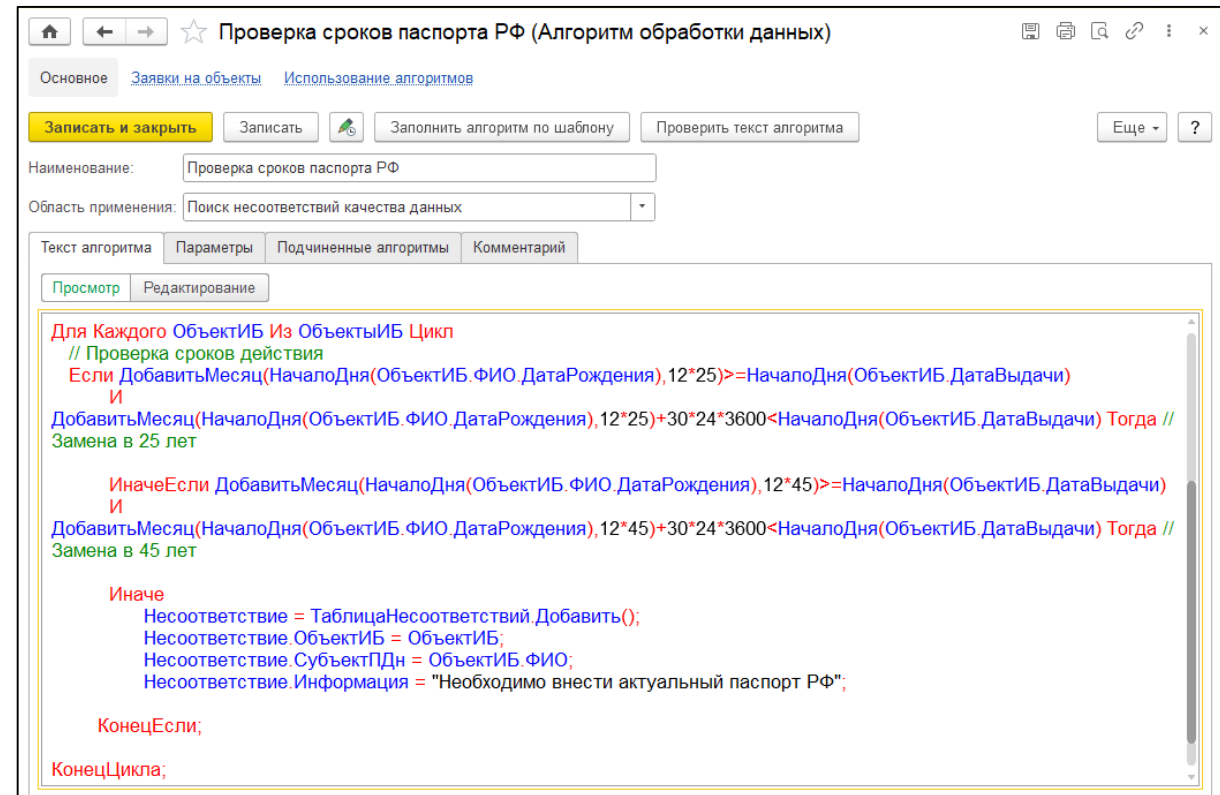 Проверка сроков паспорта РФ (Алгоритм обработки данных)
Основное Заявки на объекты Использование алгоритмов
Записать и закрыть Записать Заполнить алгоритм по шаблону Проверить текст алгоритма Еще ?
Наименование: Проверка сроков паспорта РФ
Область применения: Поиск несоответствий качества данных
Текст алгоритма Параметры Подчиненные алгоритмы Комментарий
Просмотр Редактирование
Для Каждого ОбъектИБ Из ОбъектыИБ Цикл
// Проверка сроков действия
Если ДобавитьМесяц(НачалоДня(ОбъектИБ.ФИО.ДатаРождения),12*25)>=НачалоДня(ОбъектИБ.ДатаВыдачи)
И
ДобавитьМесяц(НачалоДня(ОбъектИБ.ФИО.ДатаРождения),12*25)+30*24*3600<НачалоДня(ОбъектИБ.ДатаВыдачи) Тогда //
Замена в 25 лет
ИначеЕсли ДобавитьМесяц(НачалоДня(ОбъектИБ.ФИО.ДатаРождения),12*45)>=НачалоДня(ОбъектИБ.ДатаВыдачи)
И
ДобавитьМесяц(НачалоДня(ОбъектИБ.ФИО.ДатаРождения),12*45)+30*24*3600<НачалоДня(ОбъектИБ.ДатаВыдачи) Тогда //
Замена в 45 лет
Иначе
Несоответствие = ТаблицаНесоответствий.Добавить();
Несоответствие.ОбъектИБ = ОбъектИБ;
Несоответствие.СубъектПДн = ОбъектИБ.ФИО;
Несоответствие.Информация = "Необходимо внести актуальный паспорт РФ";
КонецЕсли;
КонецЦикла;